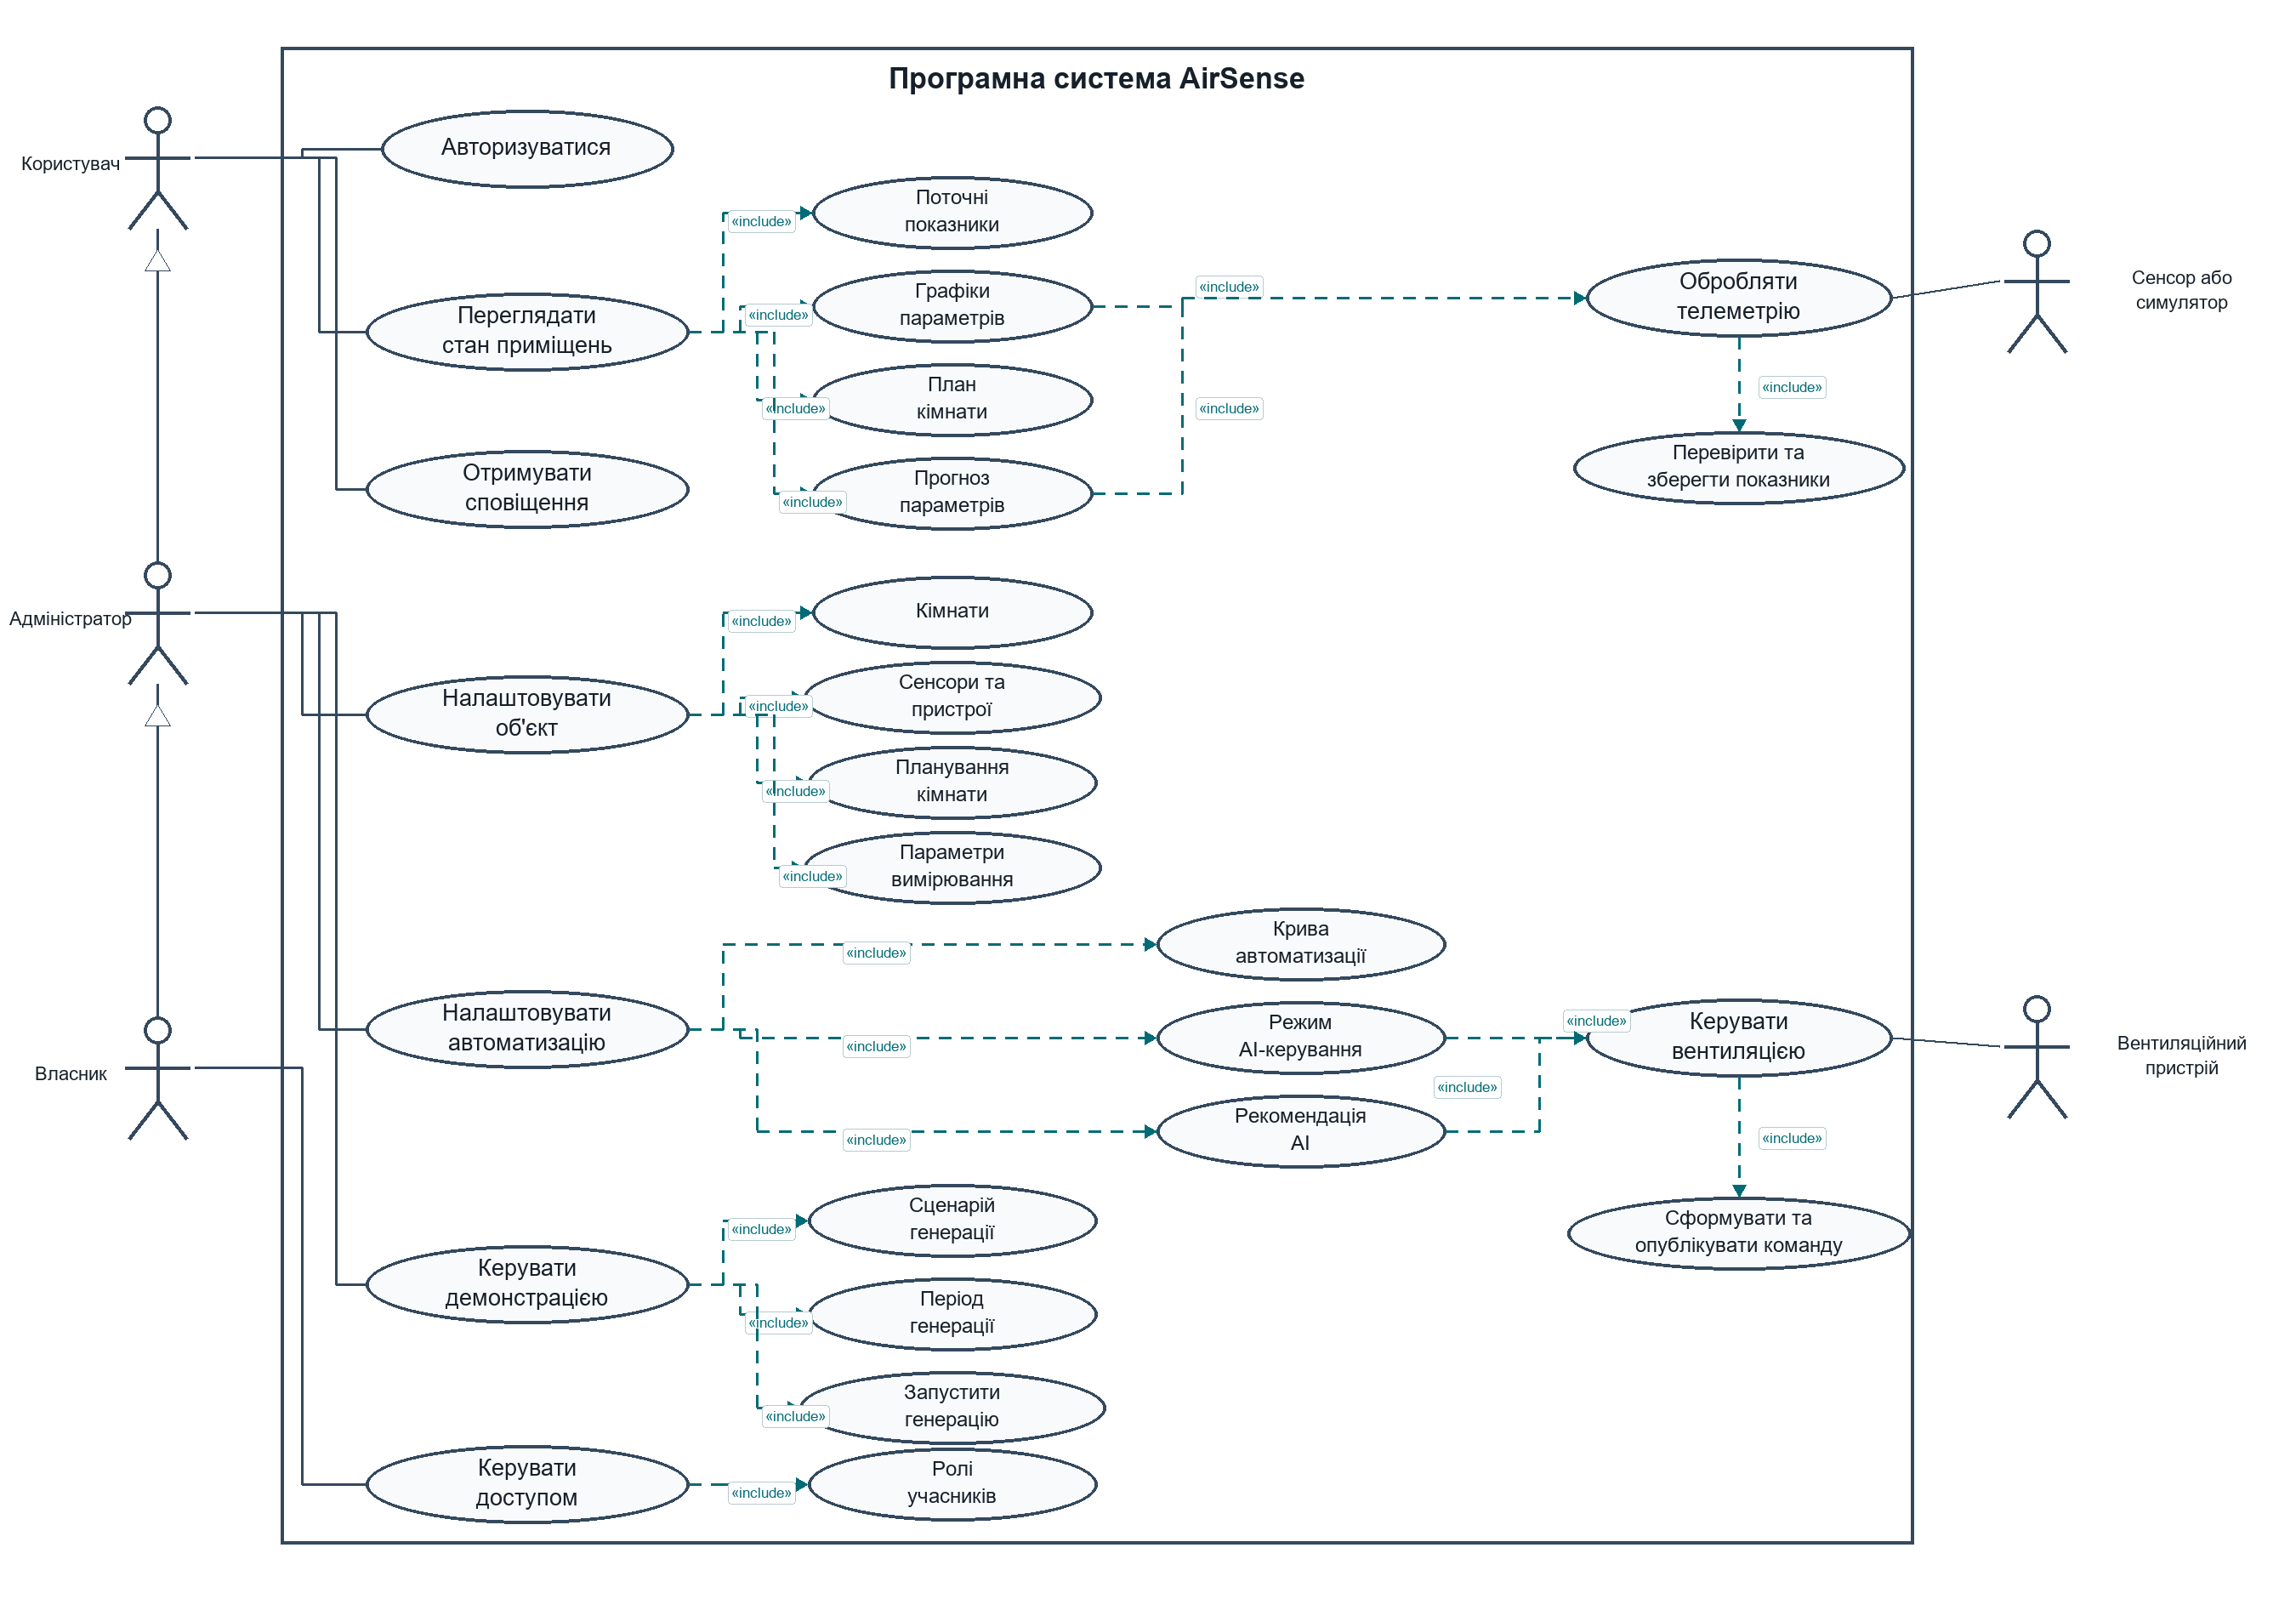 Програмна система AirSense
Користувач
Авторизуватися
Поточні
показники
«include»
Переглядати
стан приміщень
Графіки
параметрів
«include»
План
кімнати
«include»
Прогноз
параметрів
«include»
Отримувати
сповіщення
«include»
«include»
Обробляти
телеметрію
«include»
Перевірити та
зберегти показники
Сенсор або
симулятор
Адміністратор
Налаштовувати
об'єкт
«include»
Кімнати
«include»
Сенсори та
пристрої
«include»
Планування
кімнати
«include»
Параметри
вимірювання
Налаштовувати
автоматизацію
«include»
Крива
автоматизації
«include»
Режим
AI-керування
«include»
Рекомендація
AI
«include»
«include»
Керувати
вентиляцією
«include»
Сформувати та
опублікувати команду
Вентиляційний
пристрій
Власник
Керувати
демонстрацією
«include»
Сценарій
генерації
«include»
Період
генерації
«include»
Запустити
генерацію
Керувати
доступом
«include»
Ролі
учасників